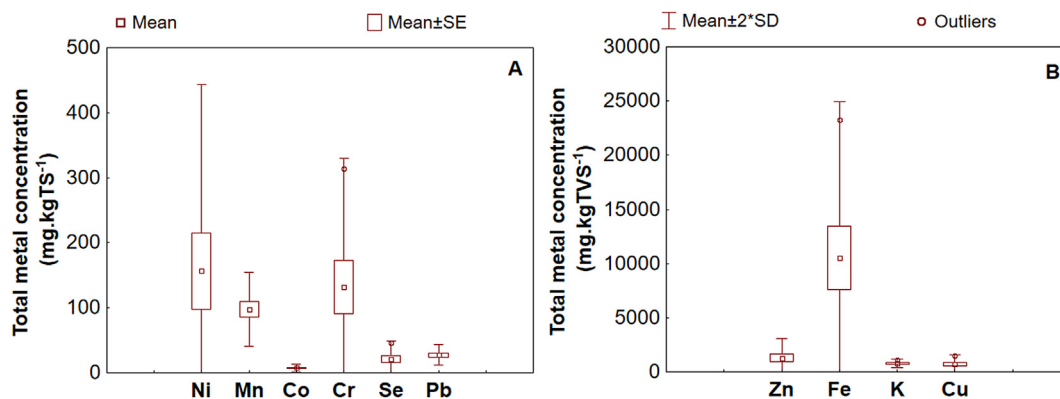 Mean
Mean±SE
Mean±2*SD
Outliers
Total metal concentration
(mg.kgTS-1)
500
400
300
200
100
0
A
Ni Mn Co Cr Se Pb
Total metal concentration
(mg.kgTVS-1)
30000
25000
20000
15000
10000
5000
0
B
Zn Fe K Cu